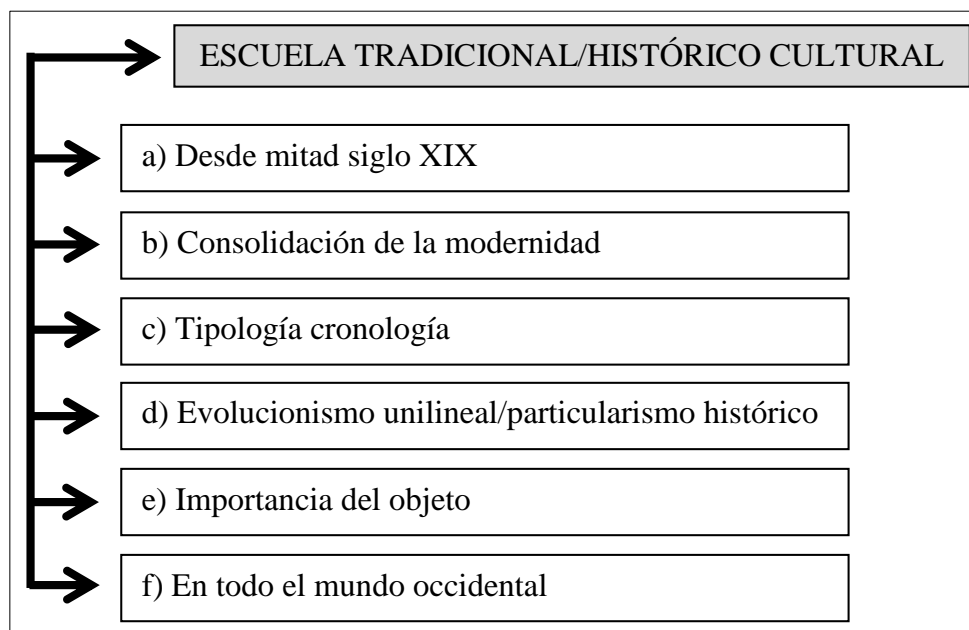 ESCUELA TRADICIONAL/HISTÓRICO CULTURAL
a) Desde mitad siglo XIX
b) Consolidación de la modernidad
c) Tipología cronología
d) Evolucionismo unilineal/particularismo histórico
e) Importancia del objeto
f) En todo el mundo occidental